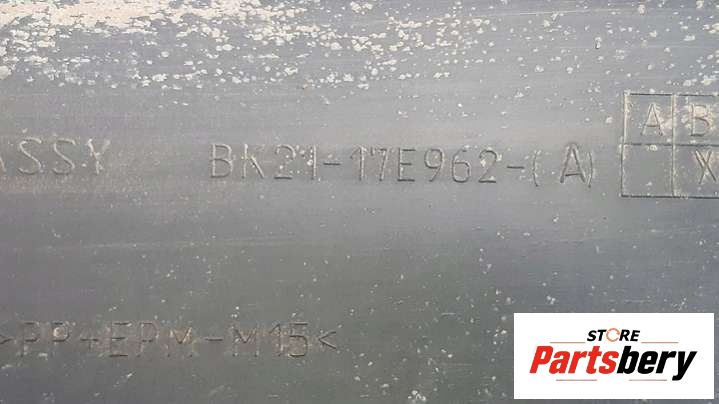 ASSY BK21-17E962-(A)
A B
X
>PP+EPM-M15<
STORE
Partsbery